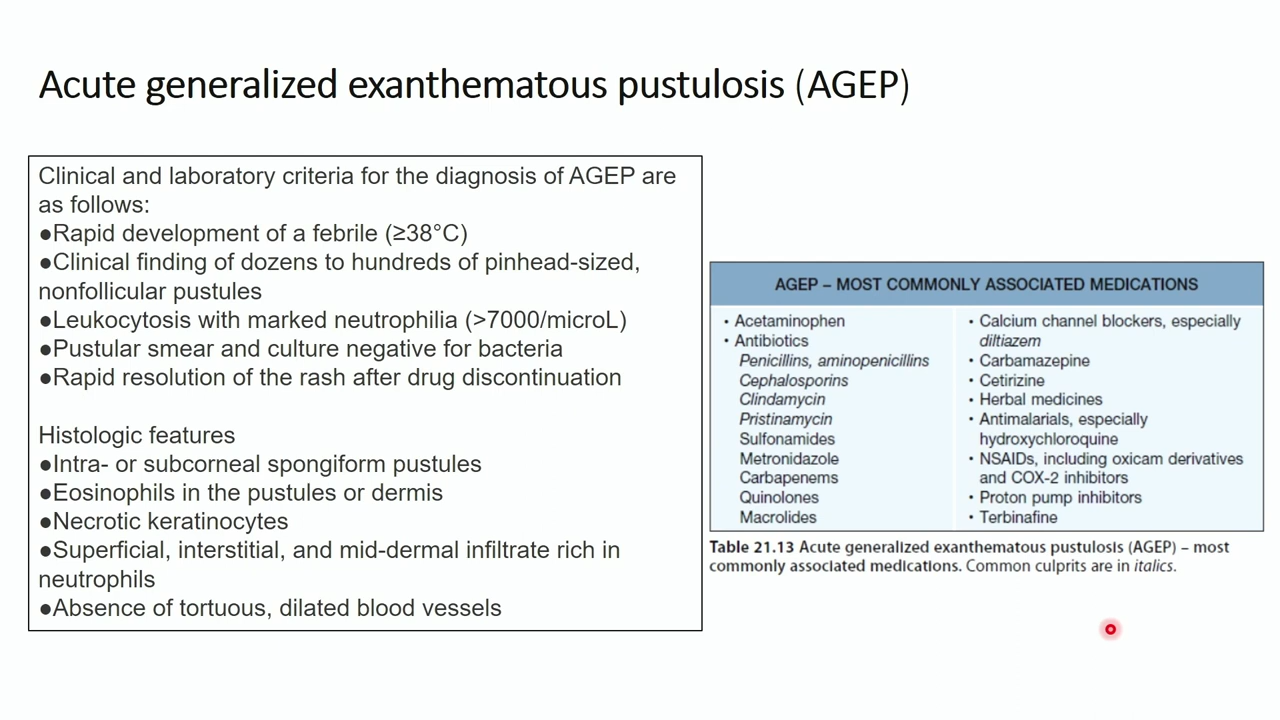 Acute generalized exanthematous pustulosis (AGEP)
Clinical and laboratory criteria for the diagnosis of AGEP are
as follows:
●Rapid development of a febrile (≥38°C)
●Clinical finding of dozens to hundreds of pinhead-sized,
nonfollicular pustules
●Leukocytosis with marked neutrophilia (>7000/microL)
●Pustular smear and culture negative for bacteria
●Rapid resolution of the rash after drug discontinuation
Histologic features
●Intra- or subcorneal spongiform pustules
●Eosinophils in the pustules or dermis
●Necrotic keratinocytes
●Superficial, interstitial, and mid-dermal infiltrate rich in
neutrophils
●Absence of tortuous, dilated blood vessels
AGEP – MOST COMMONLY ASSOCIATED MEDICATIONS
• Acetaminophen
• Antibiotics
Penicillins, aminopenicillins
Cephalosporins
Clindamycin
Pristinamycin
Sulfonamides
Metronidazole
Carbapenems
Quinolones
Macrolides
• Calcium channel blockers, especially
diltiazem
• Carbamazepine
• Cetirizine
• Herbal medicines
• Antimalarials, especially
hydroxychloroquine
• NSAIDs, including oxicam derivatives
and COX-2 inhibitors
• Proton pump inhibitors
• Terbinafine
Table 21.13 Acute generalized exanthematous pustulosis (AGEP) – most
commonly associated medications. Common culprits are in italics.